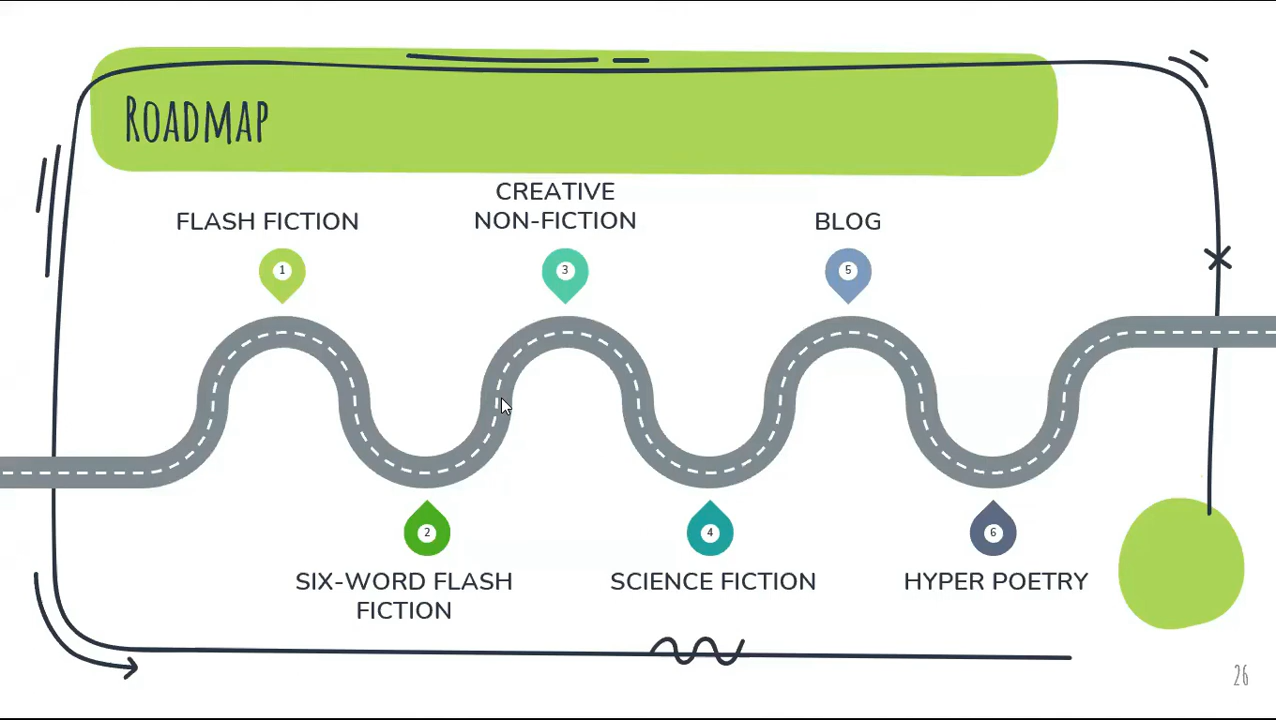 ROADMAP
FLASH FICTION
1
2
SIX-WORD FLASH
FICTION
CREATIVE
NON-FICTION
3
4
SCIENCE FICTION
BLOG
5
6
HYPER POETRY
26